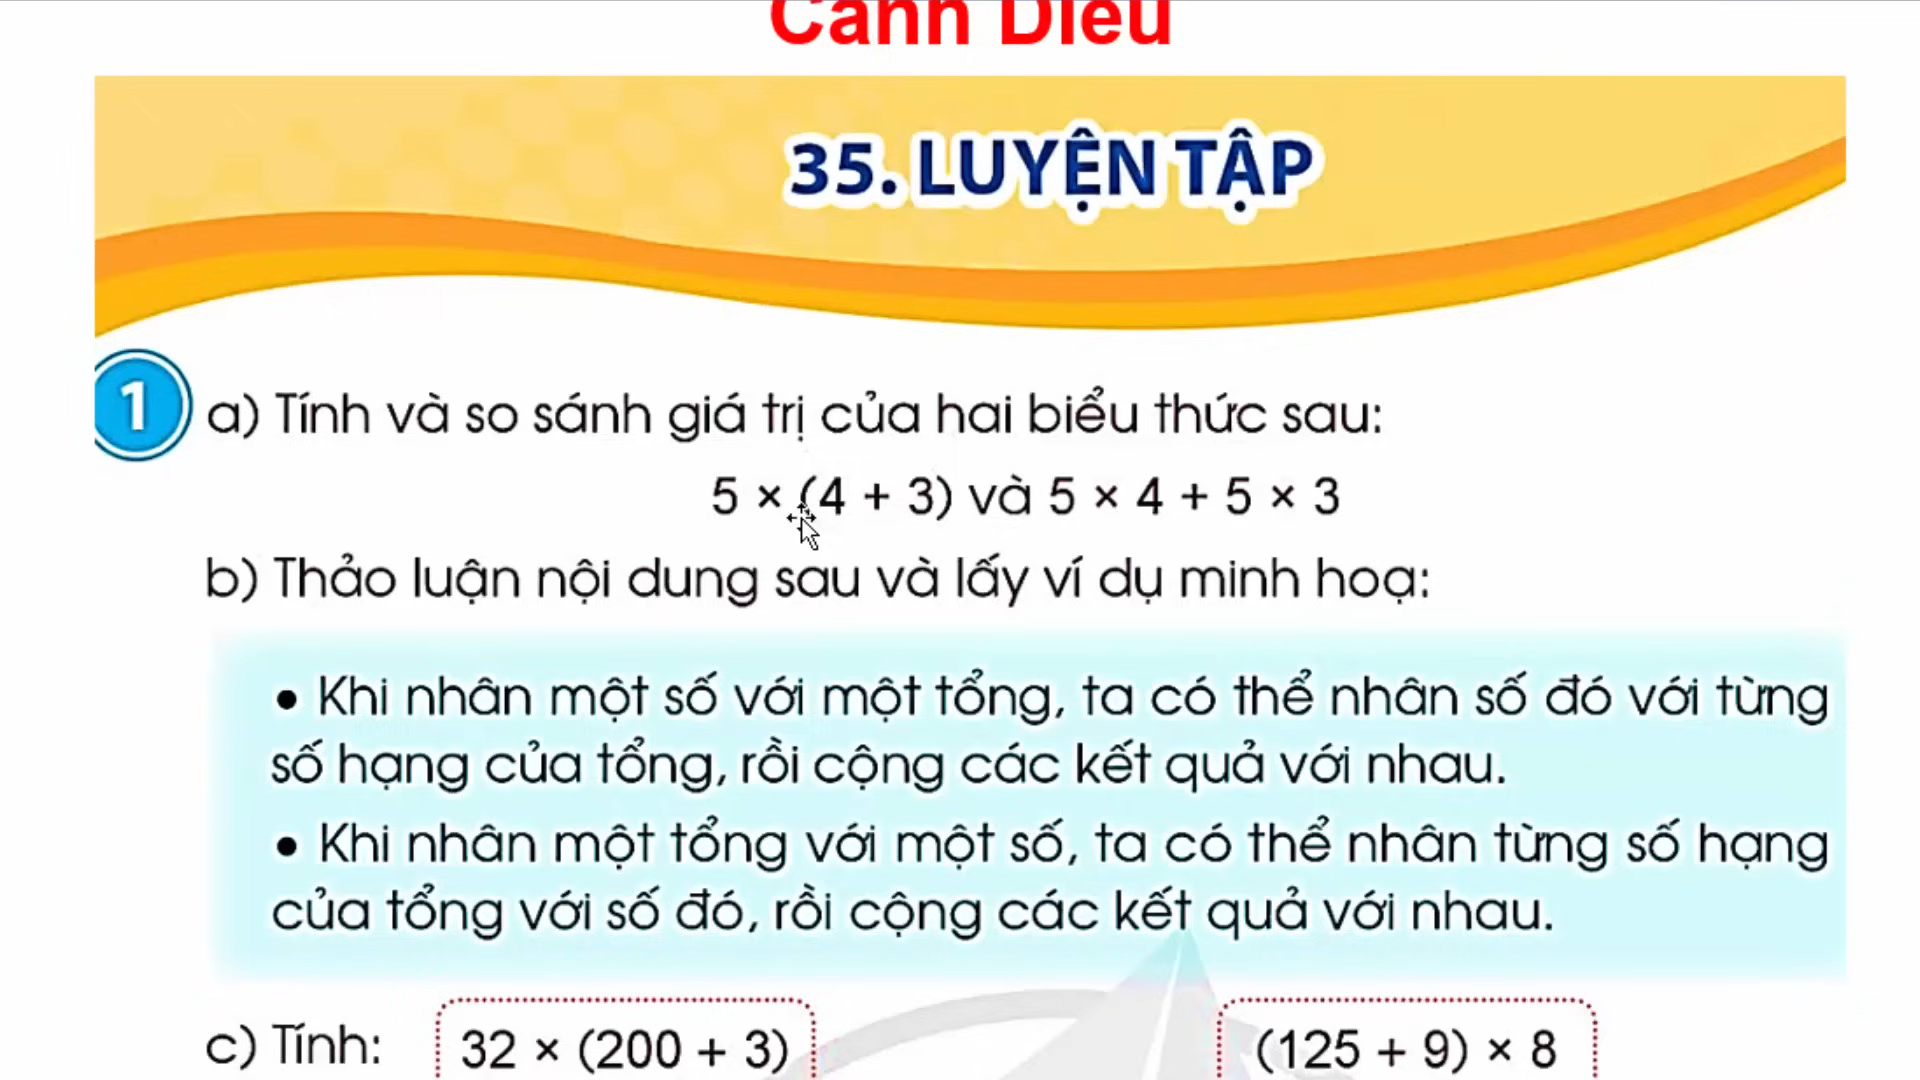 Cánh Diều
35. LUYỆN TẬP
1 a) Tính và so sánh giá trị của hai biểu thức sau:
5 × (4 + 3) và 5 × 4 + 5 × 3
b) Thảo luận nội dung sau và lấy ví dụ minh hoạ:
• Khi nhân một số với một tổng, ta có thể nhân số đó với từng
số hạng của tổng, rồi cộng các kết quả với nhau.
• Khi nhân một tổng với một số, ta có thể nhân từng số hạng
của tổng với số đó, rồi cộng các kết quả với nhau.
c) Tính: 32 × (200 + 3) (125 + 9) × 8